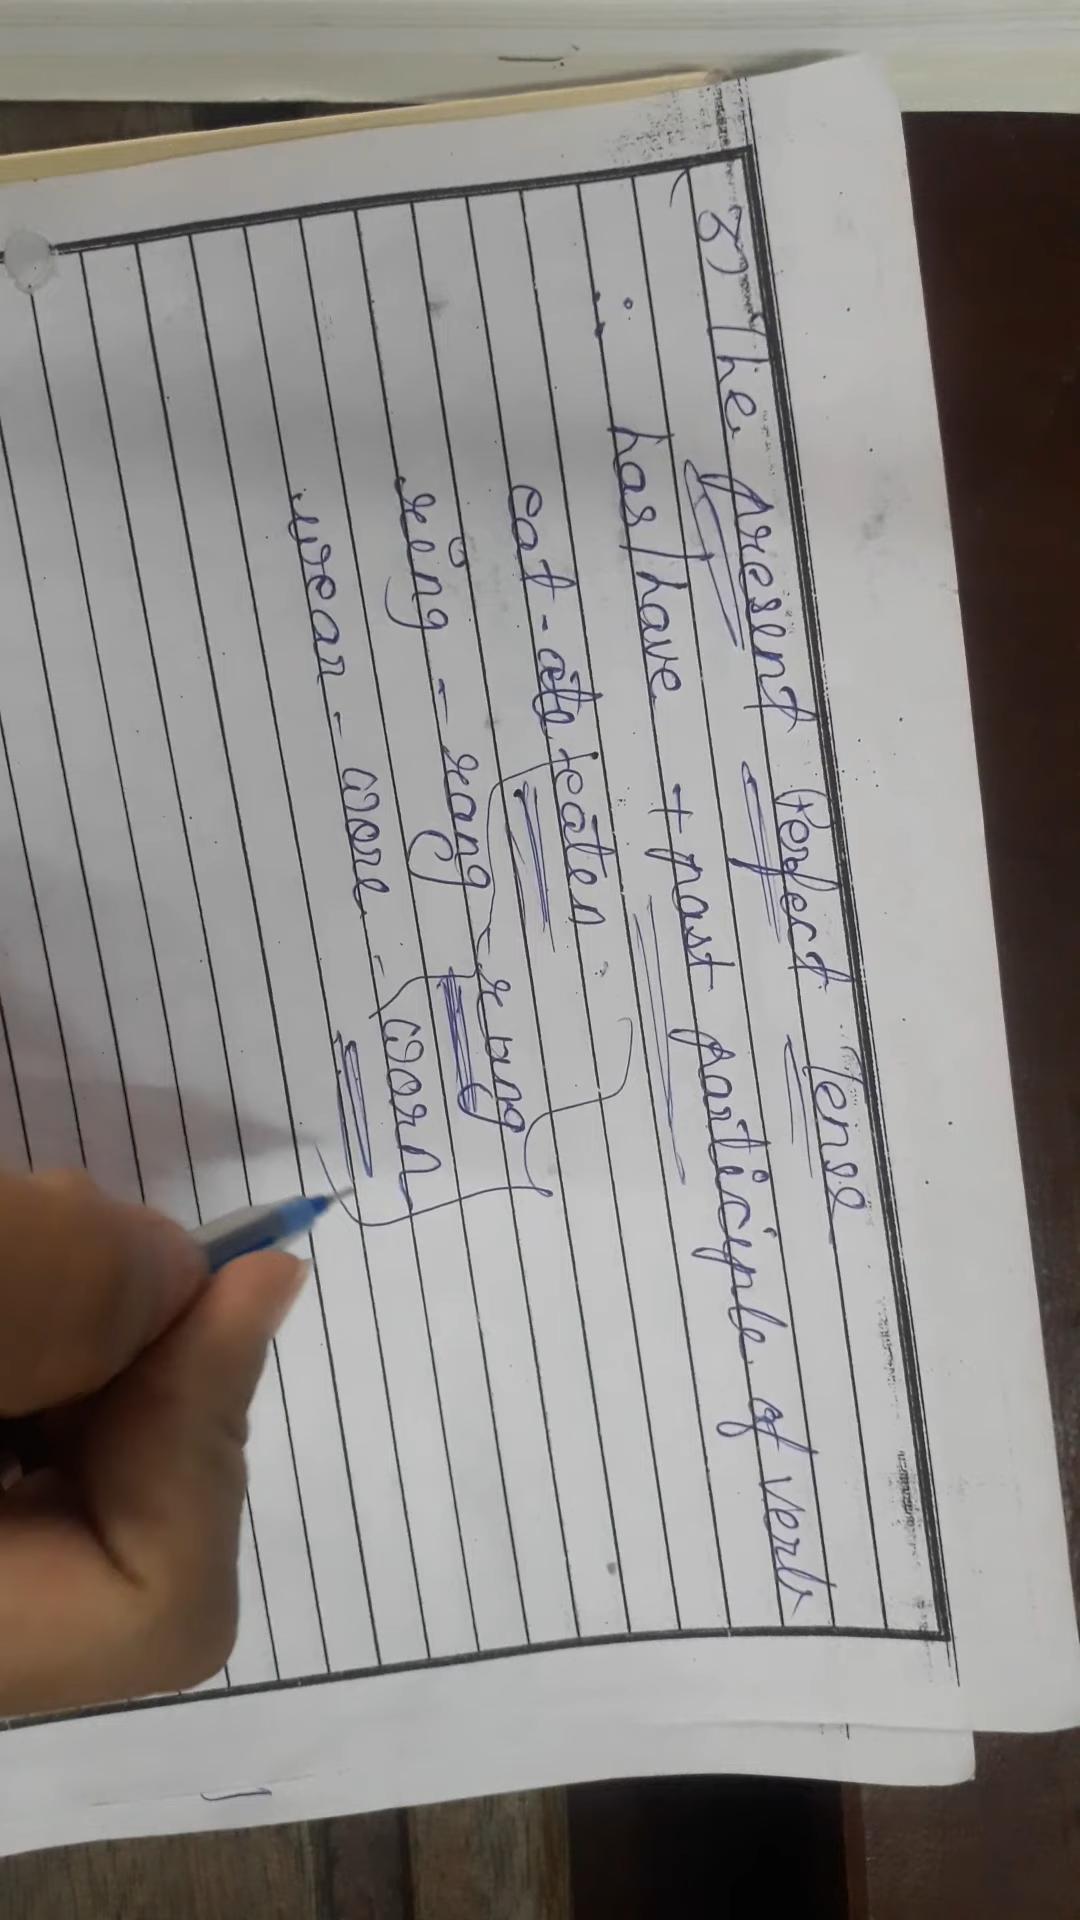 3) The present Perfect Tense
∴ has/have + past participle of verb
eat - ate - eaten
ring - rang - rung
wear - wore - worn